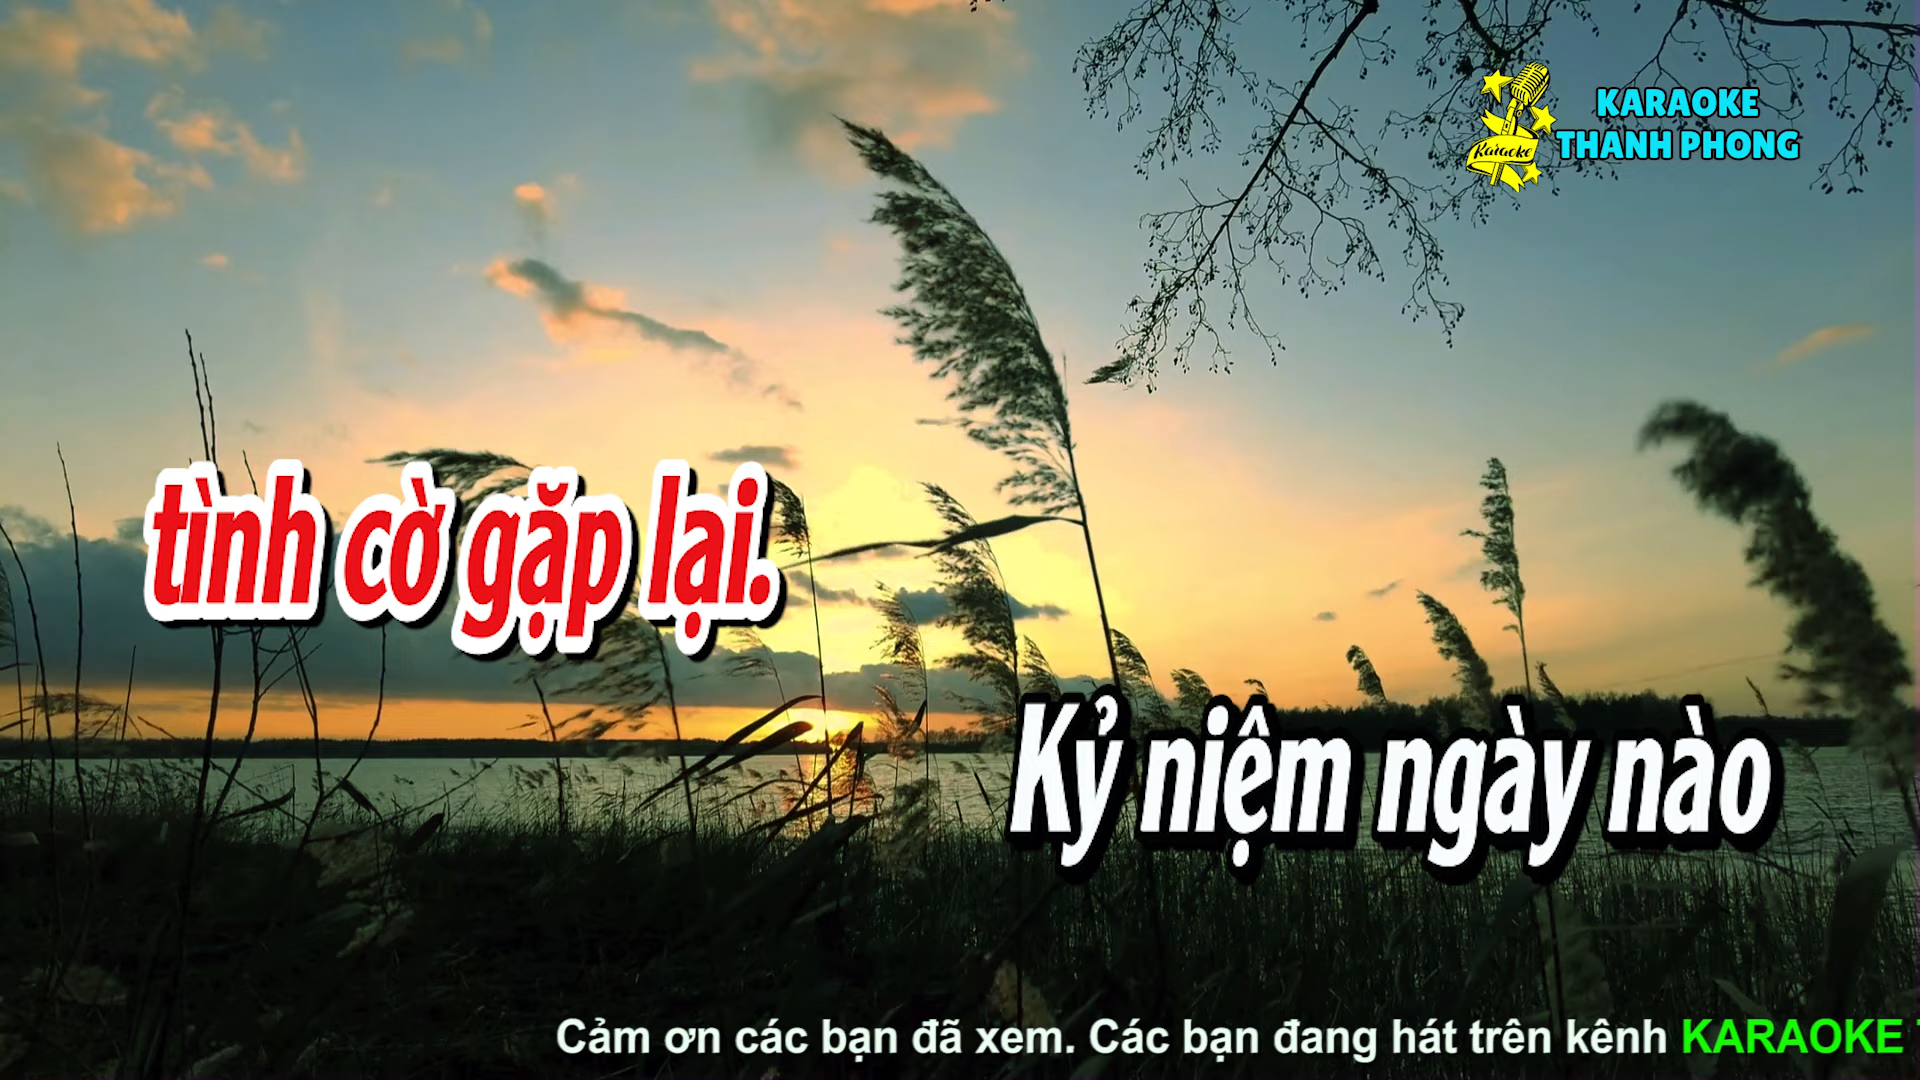 KARAOKE
THANH PHONG
Karaoke
tình cờ gặp lại.
Kỷ niệm ngày nào
Cảm ơn các bạn đã xem. Các bạn đang hát trên kênh KARAOKE